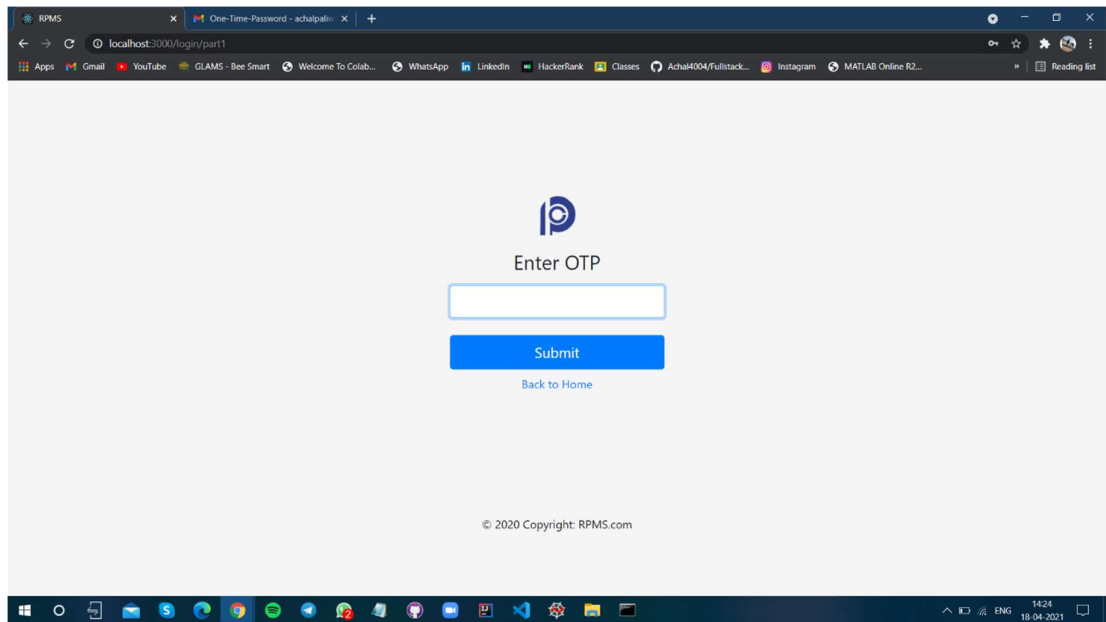 RPMS
One-Time-Password - achalpaliw
localhost:3000/login/part1
Apps Gmail YouTube GLAMS - Bee Smart Welcome To Colab... WhatsApp LinkedIn HackerRank Classes Achal4004/Fullstack... Instagram MATLAB Online R2... » Reading list
Enter OTP
Submit
Back to Home
© 2020 Copyright: RPMS.com
ENG
14:24
18-04-2021